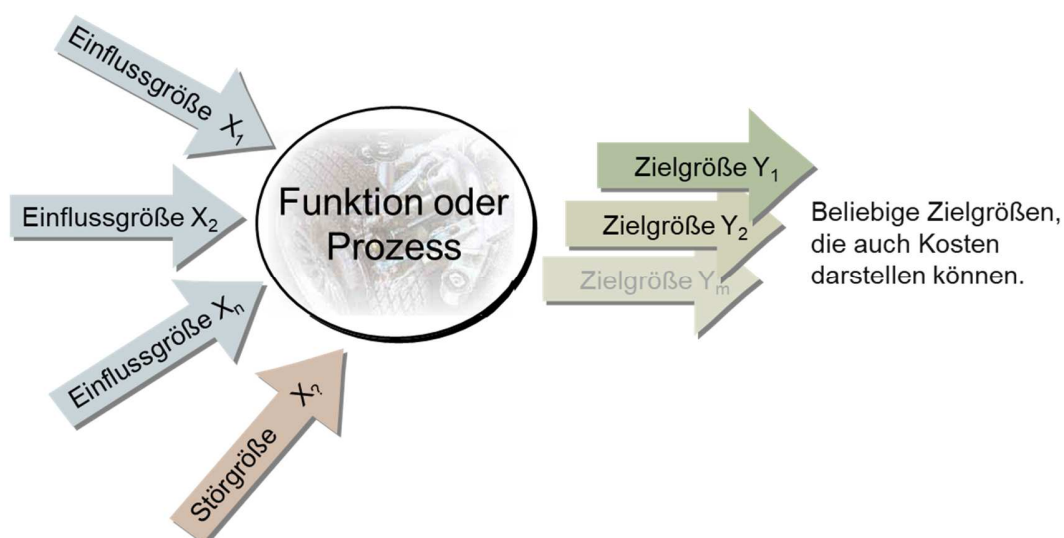 Einflussgröße X1
Einflussgröße X2
Einflussgröße Xn
Störgröße X?
Funktion oder
Prozess
Zielgröße Y1
Zielgröße Y2
Zielgröße Ym
Beliebige Zielgrößen,
die auch Kosten
darstellen können.